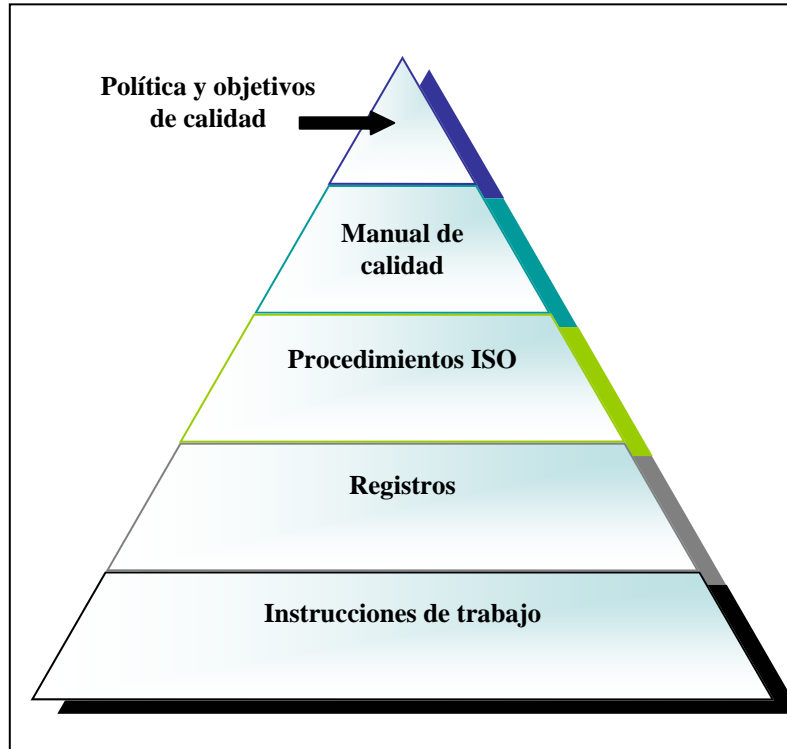 Política y objetivos
de calidad
Manual de
calidad
Procedimientos ISO
Registros
Instrucciones de trabajo